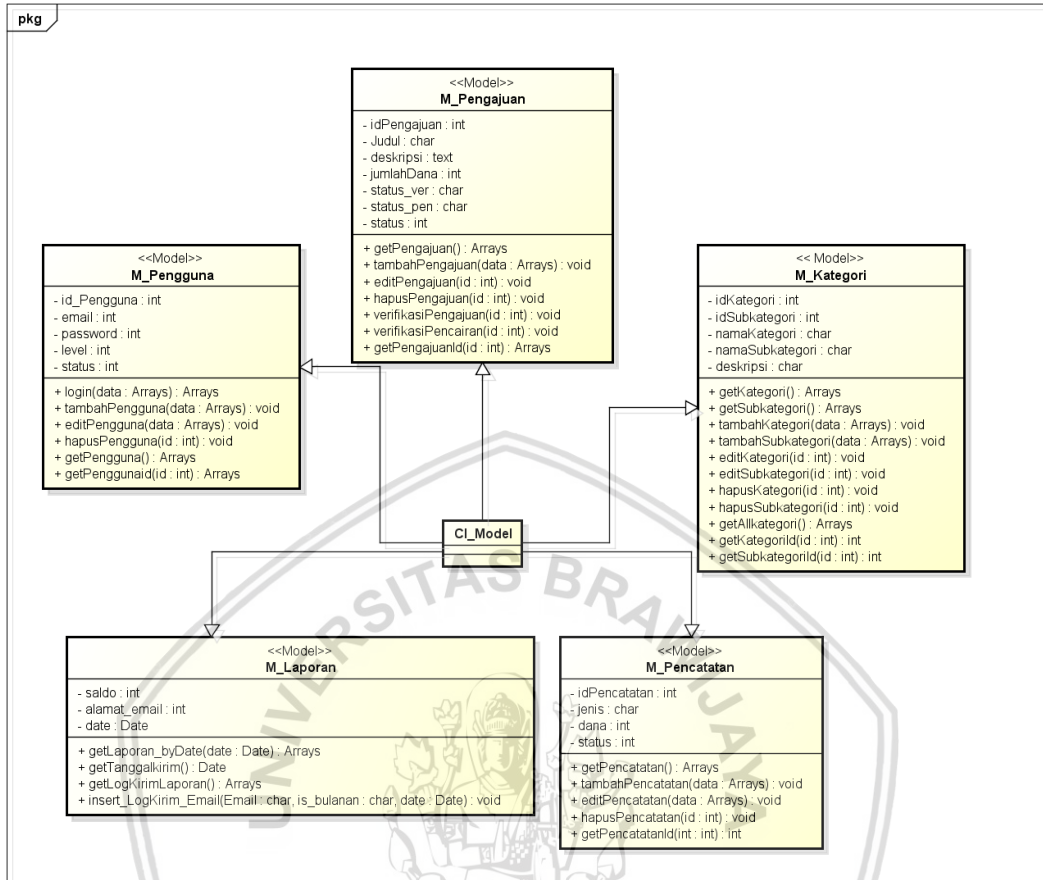 pkg
<<Model>>
M_Pengajuan
- idPengajuan : int
- Judul : char
- deskripsi : text
- jumlahDana : int
- status_ver : char
- status_pen : char
- status : int
+ getPengajuan() : Arrays
+ tambahPengajuan(data : Arrays) : void
+ editPengajuan(id : int) : void
+ hapusPengajuan(id : int) : void
+ verifikasiPengajuan(id : int) : void
+ verifikasiPencairan(id : int) : void
+ getPengajuanId(id : int) : Arrays
<<Model>>
M_Pengguna
- id_Pengguna : int
- email : int
- password : int
- level : int
- status : int
+ login(data : Arrays) : Arrays
+ tambahPengguna(data : Arrays) : void
+ editPengguna(data : Arrays) : void
+ hapusPengguna(id : int) : void
+ getPengguna() : Arrays
+ getPenggunaid(id : int) : Arrays
<< Model>>
M_Kategori
- idKategori : int
- idSubkategori : int
- namaKategori : char
- namaSubkategori : char
- deskripsi : char
+ getKategori() : Arrays
+ getSubkategori() : Arrays
+ tambahKategori(data : Arrays) : void
+ tambahSubkategori(data : Arrays) : void
+ editKategori(id : int) : void
+ editSubkategori(id : int) : void
+ hapusKategori(id : int) : void
+ hapusSubkategori(id : int) : void
+ getAllkategori() : Arrays
+ getKategoriId(id : int) : int
+ getSubkategoriId(id : int) : int
CI_Model
<<Model>>
M_Laporan
- saldo : int
- alamat_email : int
- date : Date
+ getLaporan_byDate(date : Date) : Arrays
+ getTanggalkirim() : Date
+ getLogKirimLaporan() : Arrays
+ insert_LogKirim_Email(Email : char, is_bulanan : char, date : Date) : void
<<Model>>
M_Pencatatan
- idPencatatan : int
- jenis : char
- dana : int
- status : int
+ getPencatatan() : Arrays
+ tambahPencatatan(data : Arrays) : void
+ editPencatatan(data : Arrays) : void
+ hapusPencatatan(id : int) : void
+ getPencatatanId(int : int) : int
UNIVERSITAS BRAWIJAYA